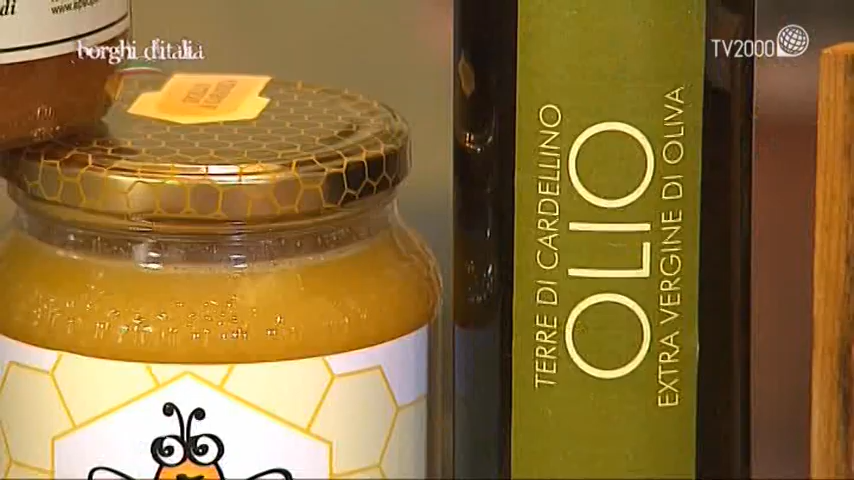 borghi d'italia
TV2000
TERRE DI CARDELLINO
OLIO
EXTRA VERGINE DI OLIVA